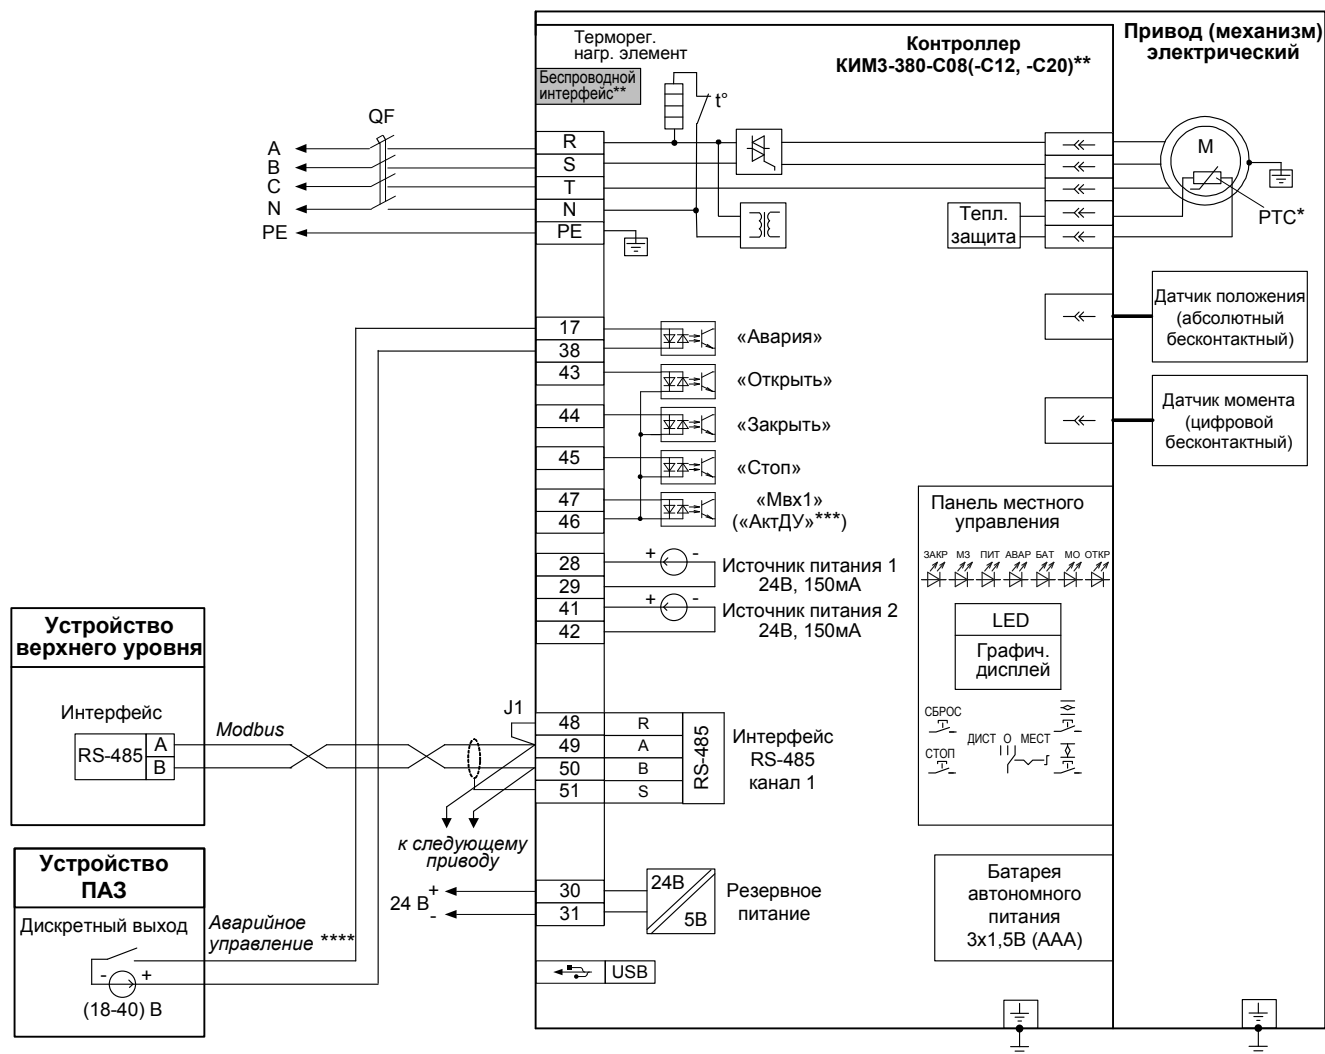 Терморег.
нагр. элемент
Беспроводной
интерфейс**
Контроллер
КИМ3-380-С08(-С12, -С20)**
Привод (механизм)
электрический
QF
t°
A
B
C
N
PE
R
S
T
N
PE
M
PTC*
Тепл.
защита
Датчик положения
(абсолютный
бесконтактный)
Датчик момента
(цифровой
бесконтактный)
17
38
43
44
45
47
46
28
29
41
42
«Авария»
«Открыть»
«Закрыть»
«Стоп»
«Мвх1»
(«АктДУ»***)
+ -
Источник питания 1
24В, 150мА
+ -
Источник питания 2
24В, 150мА
Панель местного
управления
ЗАКР МЗ ПИТ АВАР БАТ МО ОТКР
LED
Графич.
дисплей
СБРОС
СТОП
ДИСТ О МЕСТ
Устройство
верхнего уровня
Интерфейс
RS-485
A
B
Modbus
J1
48 R
49 A
50 B
51 S
RS-485
Интерфейс
RS-485
канал 1
к следующему
приводу
24 В
+
-
30
31
24В
5В
Резервное
питание
Батарея
автономного
питания
3х1,5В (ААА)
USB
Устройство
ПАЗ
Дискретный выход
- +
(18-40) В
Аварийное
управление ****